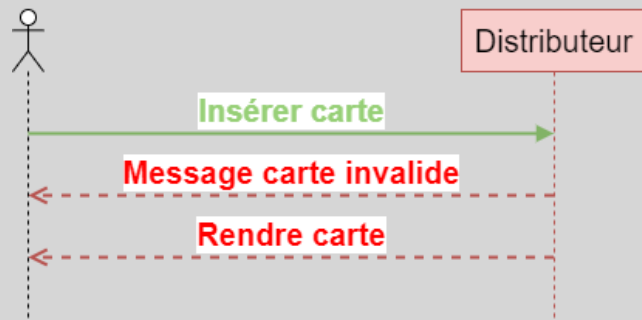 Distributeur
Insérer carte
Message carte invalide
Rendre carte